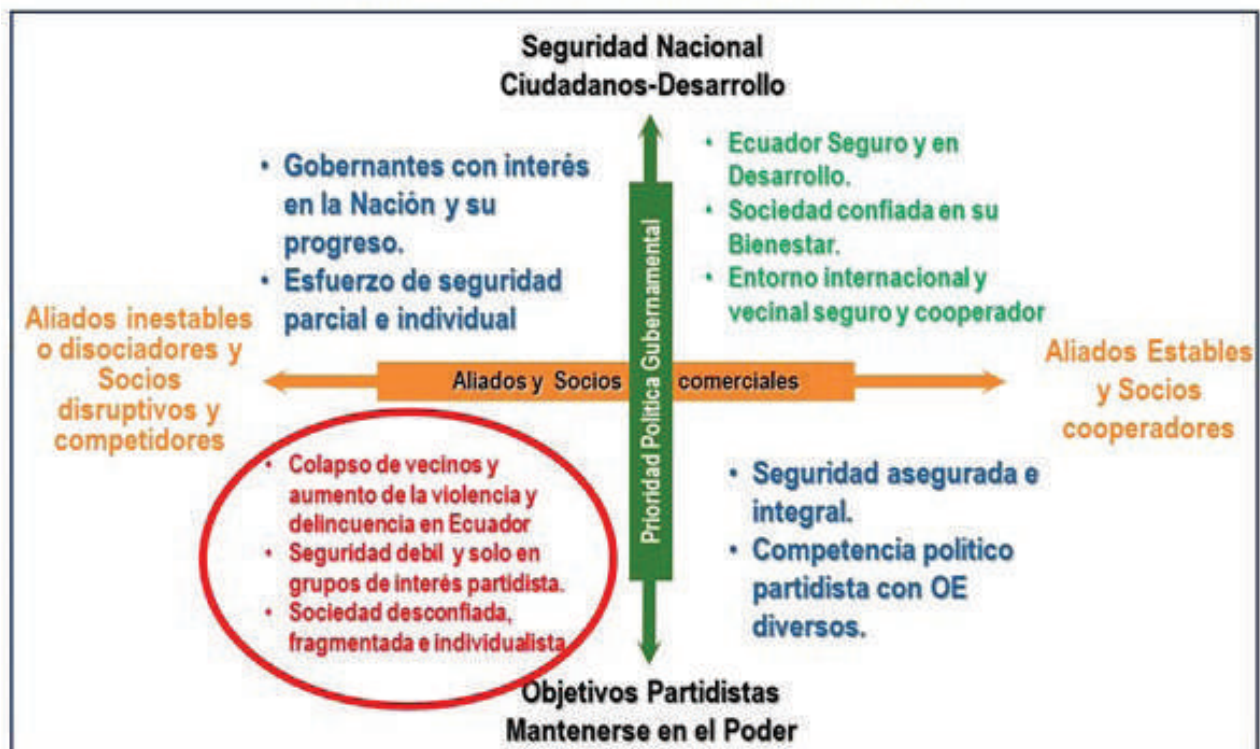 Seguridad Nacional
Ciudadanos-Desarrollo
• Gobernantes con interés
en la Nación y su
progreso.
• Esfuerzo de seguridad
parcial e individual
• Ecuador Seguro y en
Desarrollo.
• Sociedad confiada en su
Bienestar.
• Entorno internacional y
vecinal seguro y cooperador
Aliados inestables
o disociadores y
Socios
disruptivos y
competidores
Aliados y Socios comerciales
Prioridad Política Gubernamental
Aliados Estables
y Socios
cooperadores
• Colapso de vecinos y
aumento de la violencia y
delincuencia en Ecuador
• Seguridad debil y solo en
grupos de interés partidista.
• Sociedad desconfiada,
fragmentada e individualista
• Seguridad asegurada e
integral.
• Competencia político
partidista con OE
diversos.
Objetivos Partidistas
Mantenerse en el Poder